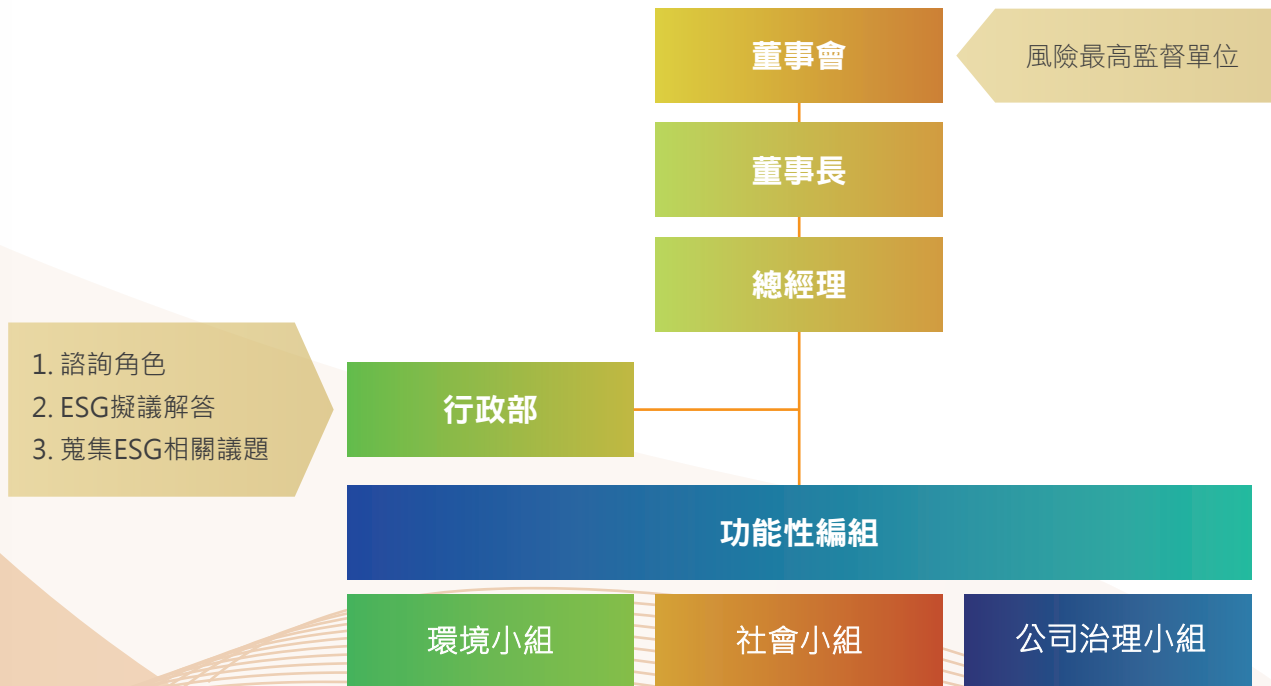 董事會
風險最高監督單位
董事長
總經理
1. 諮詢角色
2. ESG擬議解答
3. 蒐集ESG相關議題
行政部
功能性編組
環境小組
社會小組
公司治理小組